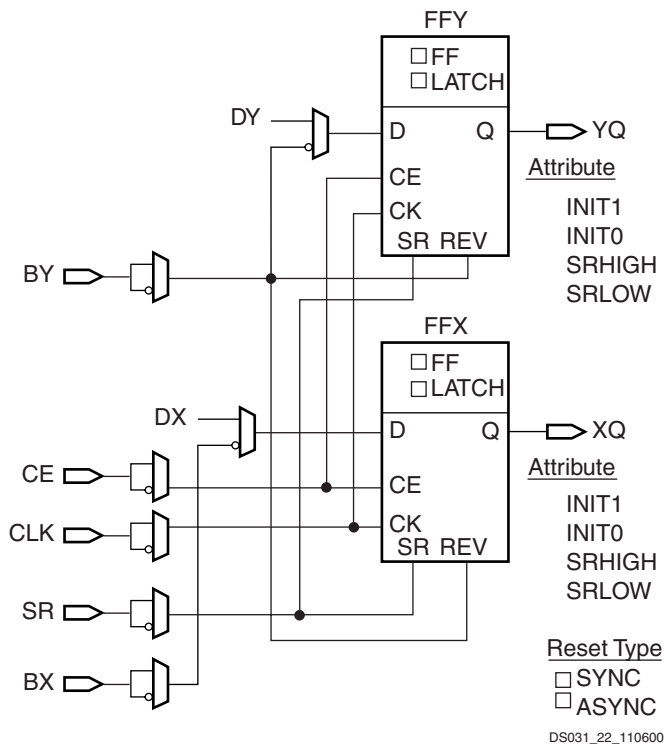 FFY
FF
LATCH
DY
D
Q
YQ
CE
CK
SR REV
Attribute
INIT1
INIT0
SRHIGH
SRLOW
BY
FFX
FF
LATCH
DX
D
Q
XQ
CE
CE
CLK
CK
SR REV
Attribute
INIT1
INIT0
SRHIGH
SRLOW
SR
BX
Reset Type
SYNC
ASYNC
DS031_22_110600